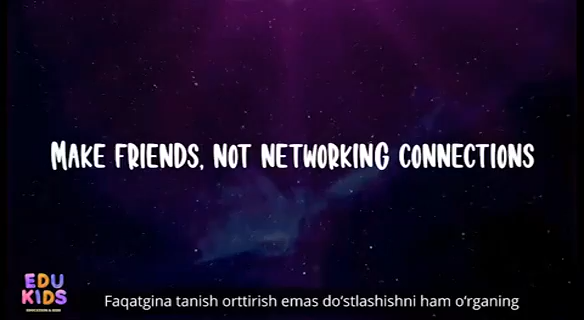 MAKE FRIENDS, NOT NETWORKING CONNECTIONS
EDU
KIDS
Faqatgina tanish orttirish emas do‘stlashishni ham o‘rganing